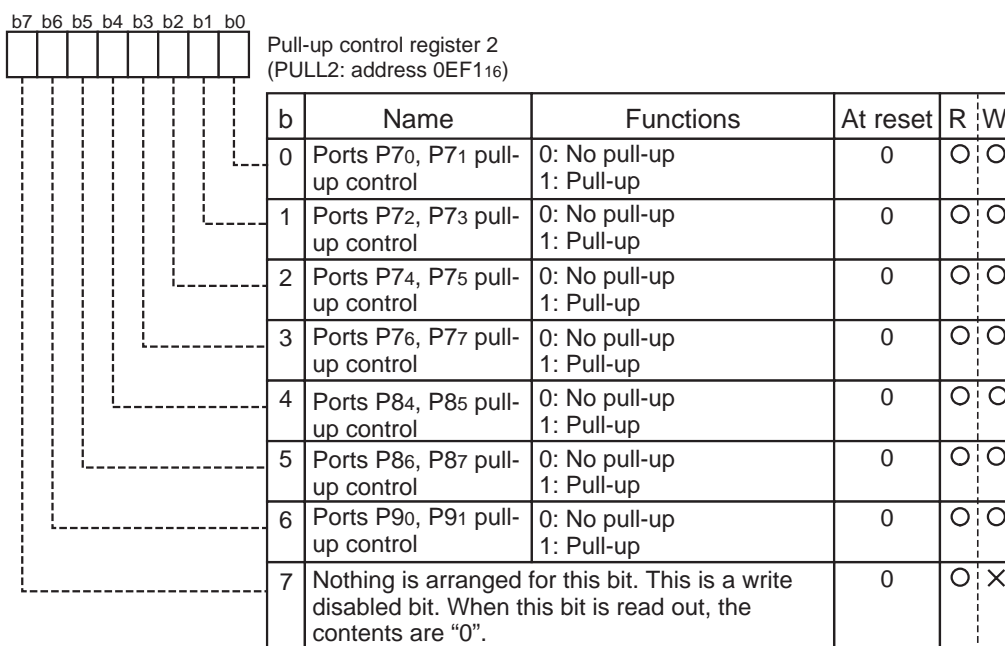 b7 b6 b5 b4 b3 b2 b1 b0
Pull-up control register 2
(PULL2: address 0EF116)
b Name Functions At reset R W
0 Ports P70, P71 pull-up control 0: No pull-up 0 O O
1: Pull-up
1 Ports P72, P73 pull-up control 0: No pull-up 0 O O
1: Pull-up
2 Ports P74, P75 pull-up control 0: No pull-up 0 O O
1: Pull-up
3 Ports P76, P77 pull-up control 0: No pull-up 0 O O
1: Pull-up
4 Ports P84, P85 pull-up control 0: No pull-up 0 O O
1: Pull-up
5 Ports P86, P87 pull-up control 0: No pull-up 0 O O
1: Pull-up
6 Ports P90, P91 pull-up control 0: No pull-up 0 O O
1: Pull-up
7 Nothing is arranged for this bit. This is a write 0 O ×
disabled bit. When this bit is read out, the
contents are “0”.